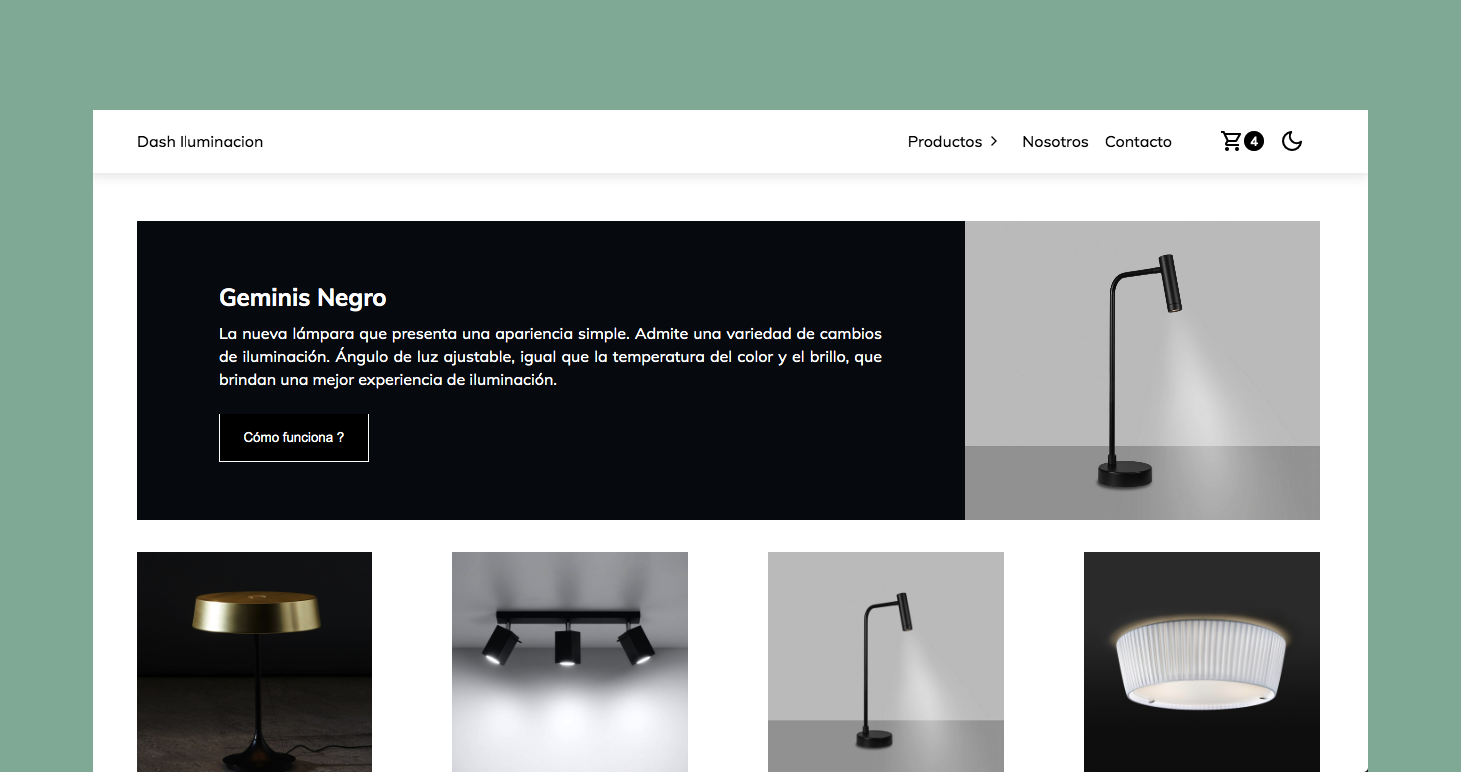 Dash Iluminacion
Productos
Nosotros
Contacto
4
Geminis Negro
La nueva lámpara que presenta una apariencia simple. Admite una variedad de cambios
de iluminación. Ángulo de luz ajustable, igual que la temperatura del color y el brillo, que
brindan una mejor experiencia de iluminación.
Cómo funciona ?